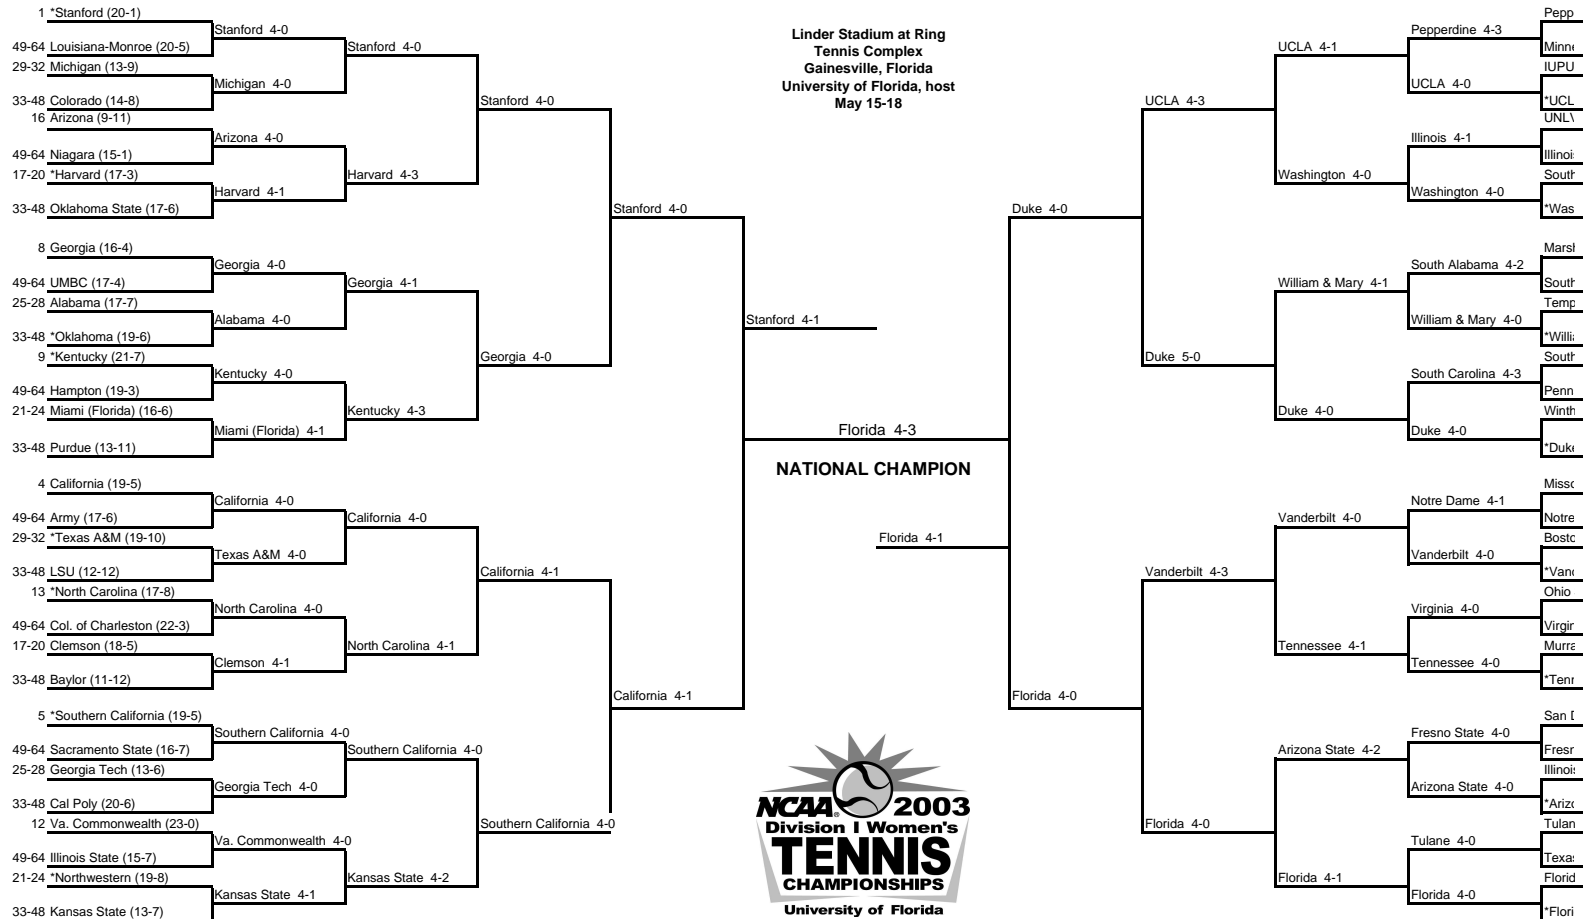 1 *Stanford (20-1)
49-64 Louisiana-Monroe (20-5)
29-32 Michigan (13-9)
33-48 Colorado (14-8)
16 Arizona (9-11)
49-64 Niagara (15-1)
17-20 *Harvard (17-3)
33-48 Oklahoma State (17-6)
8 Georgia (16-4)
49-64 UMBC (17-4)
25-28 Alabama (17-7)
33-48 *Oklahoma (19-6)
9 *Kentucky (21-7)
49-64 Hampton (19-3)
21-24 Miami (Florida) (16-6)
33-48 Purdue (13-11)
4 California (19-5)
49-64 Army (17-6)
29-32 *Texas A&M (19-10)
33-48 LSU (12-12)
13 *North Carolina (17-8)
49-64 Col. of Charleston (22-3)
17-20 Clemson (18-5)
33-48 Baylor (11-12)
5 *Southern California (19-5)
49-64 Sacramento State (16-7)
25-28 Georgia Tech (13-6)
33-48 Cal Poly (20-6)
12 Va. Commonwealth (23-0)
49-64 Illinois State (15-7)
21-24 *Northwestern (19-8)
33-48 Kansas State (13-7)
Stanford 4-0
Michigan 4-0
Arizona 4-0
Harvard 4-1
Georgia 4-0
Alabama 4-0
Kentucky 4-0
Miami (Florida) 4-1
California 4-0
Texas A&M 4-0
North Carolina 4-0
Clemson 4-1
Southern California 4-0
Georgia Tech 4-0
Va. Commonwealth 4-0
Kansas State 4-1
Stanford 4-0
Harvard 4-3
Georgia 4-1
Kentucky 4-3
California 4-0
North Carolina 4-1
Southern California 4-0
Kansas State 4-2
Stanford 4-0
Georgia 4-0
California 4-1
Southern California 4-0
Stanford 4-0
California 4-1
Stanford 4-1
Linder Stadium at Ring
Tennis Complex
Gainesville, Florida
University of Florida, host
May 15-18
Florida 4-3
NATIONAL CHAMPION
Florida 4-1
NCAA 2003
Division I Women's
TENNIS
CHAMPIONSHIPS
University of Florida
Duke 4-0
Florida 4-0
UCLA 4-3
Duke 5-0
Vanderbilt 4-3
Florida 4-0
UCLA 4-1
Washington 4-0
William & Mary 4-1
Duke 4-0
Vanderbilt 4-0
Tennessee 4-1
Arizona State 4-2
Florida 4-1
Pepperdine 4-3
UCLA 4-0
Illinois 4-1
Washington 4-0
South Alabama 4-2
William & Mary 4-0
South Carolina 4-3
Duke 4-0
Notre Dame 4-1
Vanderbilt 4-0
Virginia 4-0
Tennessee 4-0
Fresno State 4-0
Arizona State 4-0
Tulane 4-0
Florida 4-0
South
South
South
Penn
Notre
Ohio
San